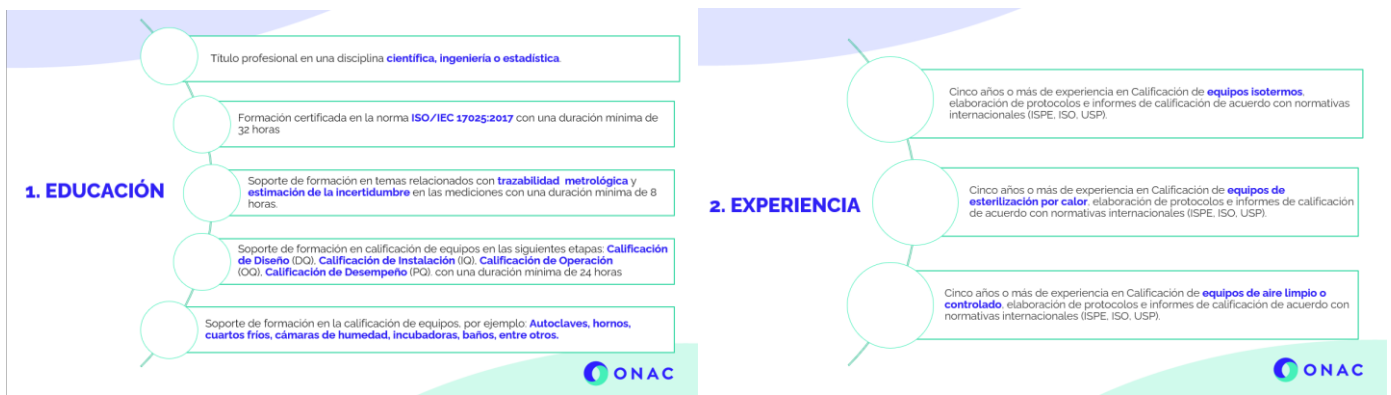 Título profesional en una disciplina científica, ingeniería o estadística.
Formación certificada en la norma ISO/IEC 17025:2017 con una duración mínima de
32 horas
1. EDUCACIÓN
Soporte de formación en temas relacionados con trazabilidad metrológica y
estimación de la incertidumbre en las mediciones con una duración mínima de 8
horas.
Soporte de formación en calificación de equipos en las siguientes etapas: Calificación
de Diseño (DQ), Calificación de Instalación (IQ), Calificación de Operación
(OQ), Calificación de Desempeño (PQ). con una duración mínima de 24 horas
Soporte de formación en la calificación de equipos, por ejemplo: Autoclaves, hornos,
cuartos fríos, cámaras de humedad, incubadoras, baños, entre otros.
ONAC
Cinco años o más de experiencia en Calificación de equipos isotermos,
elaboración de protocolos e informes de calificación de acuerdo con normativas
internacionales (ISPE, ISO, USP).
2. EXPERIENCIA
Cinco años o más de experiencia en Calificación de equipos de
esterilización por calor, elaboración de protocolos e informes de calificación
de acuerdo con normativas internacionales (ISPE, ISO, USP).
Cinco años o más de experiencia en Calificación de equipos de aire limpio o
controlado, elaboración de protocolos e informes de calificación de acuerdo con
normativas internacionales (ISPE, ISO, USP).
ONAC